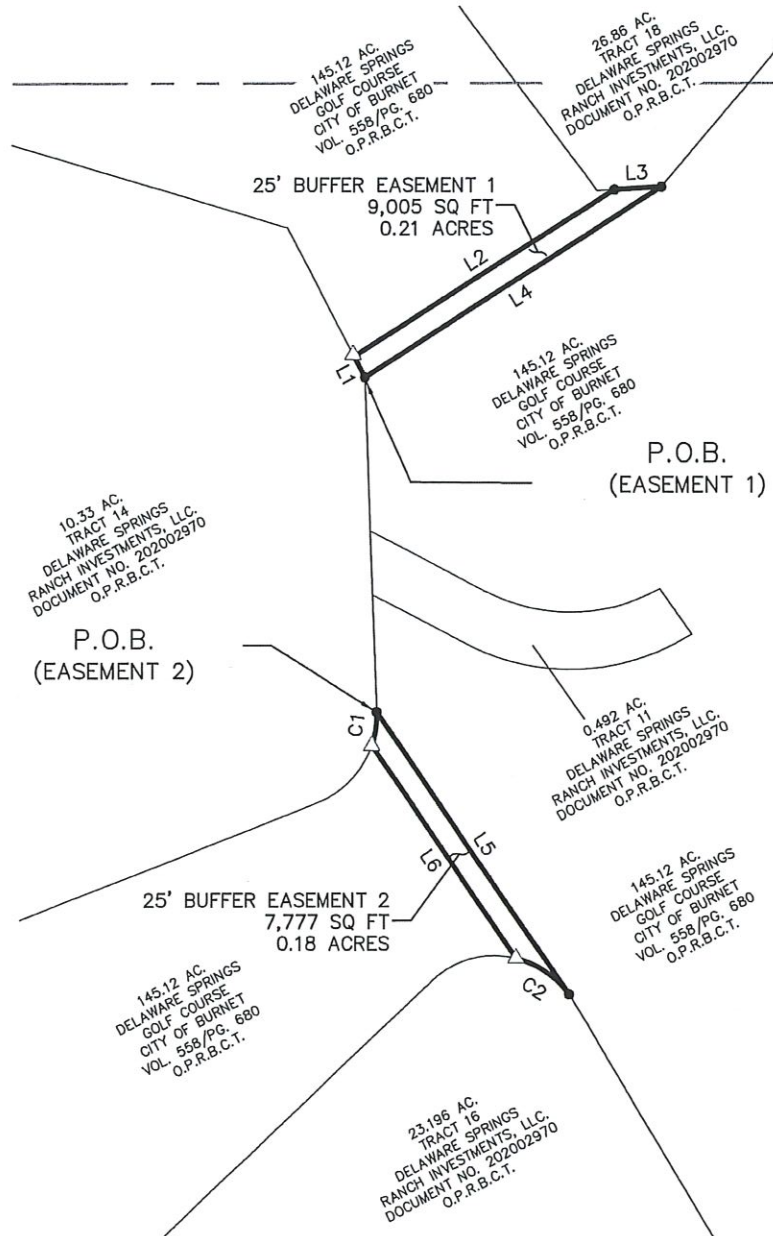 145.12 AC.
DELAWARE SPRINGS
GOLF COURSE
CITY OF BURNET
VOL. 558/PG. 680
O.P.R.B.C.T.
26.86 AC.
TRACT 18
DELAWARE SPRINGS
RANCH INVESTMENTS, LLC.
DOCUMENT NO. 202002970
O.P.R.B.C.T.
25' BUFFER EASEMENT 1
9,005 SQ FT
0.21 ACRES
L3
L2
L4
L1
145.12 AC.
DELAWARE SPRINGS
GOLF COURSE
CITY OF BURNET
VOL. 558/PG. 680
O.P.R.B.C.T.
P.O.B.
(EASEMENT 1)
10.33 AC.
TRACT 14
DELAWARE SPRINGS
RANCH INVESTMENTS, LLC.
DOCUMENT NO. 202002970
O.P.R.B.C.T.
P.O.B.
(EASEMENT 2)
C1
0.492 AC.
TRACT 11
DELAWARE SPRINGS
RANCH INVESTMENTS, LLC.
DOCUMENT NO. 202002970
O.P.R.B.C.T.
L5
L6
25' BUFFER EASEMENT 2
7,777 SQ FT
0.18 ACRES
145.12 AC.
DELAWARE SPRINGS
GOLF COURSE
CITY OF BURNET
VOL. 558/PG. 680
O.P.R.B.C.T.
C2
145.12 AC.
DELAWARE SPRINGS
GOLF COURSE
CITY OF BURNET
VOL. 558/PG. 680
O.P.R.B.C.T.
23.196 AC.
TRACT 16
DELAWARE SPRINGS
RANCH INVESTMENTS, LLC.
DOCUMENT NO. 202002970
O.P.R.B.C.T.